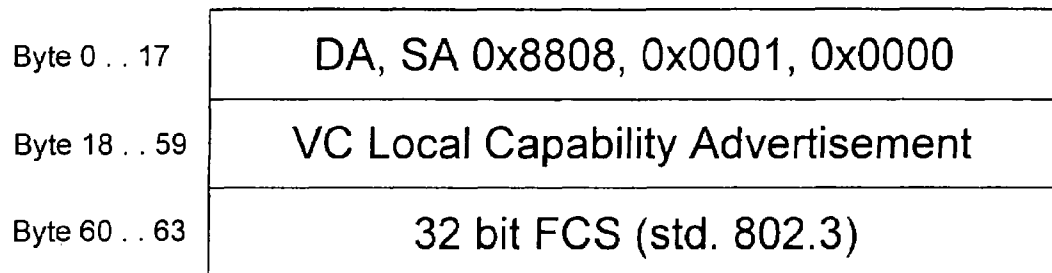 Byte 0 . . 17 DA, SA 0x8808, 0x0001, 0x0000
Byte 18 . . 59 VC Local Capability Advertisement
Byte 60 . . 63 32 bit FCS (std. 802.3)